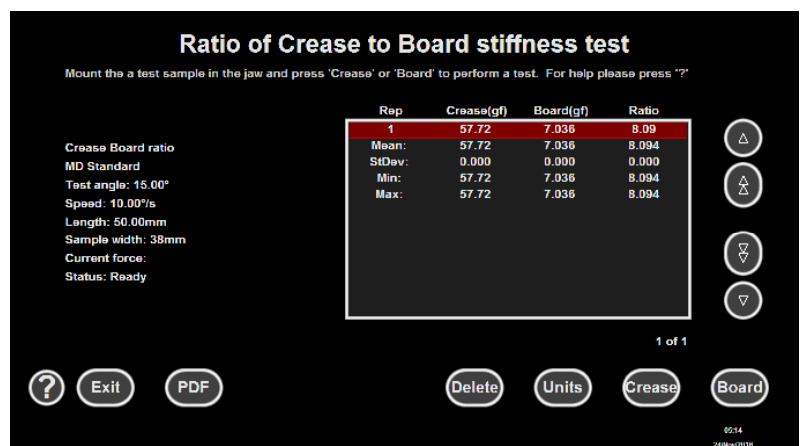 Ratio of Crease to Board stiffness test
Mount the a test sample in the jaw and press 'Crease' or 'Board' to perform a test. For help please press '?'
Rep Crease(gf) Board(gf) Ratio
1 57.72 7.036 8.09
Mean: 57.72 7.036 8.094
StDev: 0.000 0.000 0.000
Min: 57.72 7.036 8.094
Max: 57.72 7.036 8.094
Crease Board ratio
MD Standard
Test angle: 15.00°
Speed: 10.00°/s
Length: 50.00mm
Sample width: 38mm
Current force:
Status: Ready
1 of 1
? Exit PDF Delete Units Crease Board
09:14